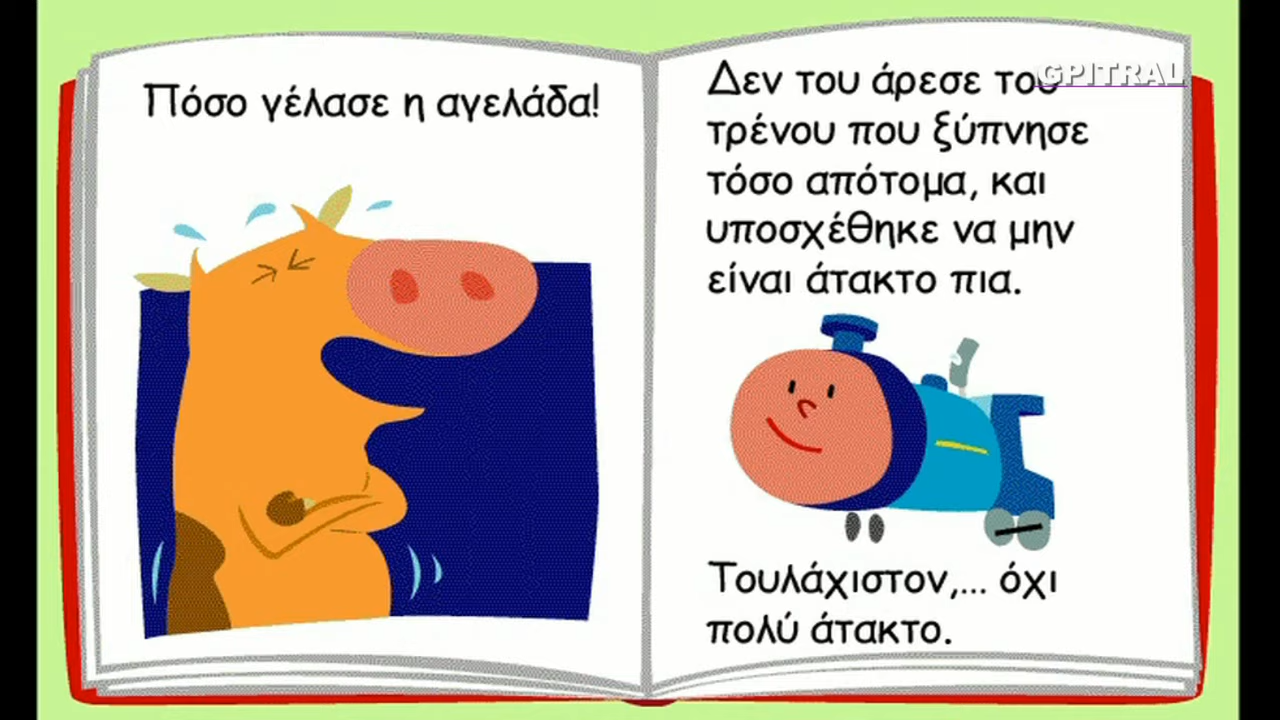 Πόσο γέλασε η αγελάδα!
Δεν του άρεσε του
τρένου που ξύπνησε
τόσο απότομα, και
υποσχέθηκε να μην
είναι άτακτο πια.
Τουλάχιστον,... όχι
πολύ άτακτο.
GPITRAL